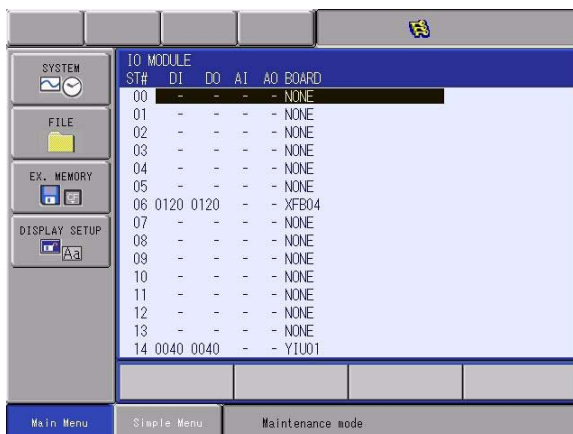 SYSTEM
FILE
EX. MEMORY
DISPLAY SETUP
IO MODULE
ST# DI DO AI AO BOARD
00 - - - - NONE
01 - - - - NONE
02 - - - - NONE
03 - - - - NONE
04 - - - - NONE
05 - - - - NONE
06 0120 0120 - - XFB04
07 - - - - NONE
08 - - - - NONE
09 - - - - NONE
10 - - - - NONE
11 - - - - NONE
12 - - - - NONE
13 - - - - NONE
14 0040 0040 - - YIU01
Main Menu
Simple Menu
Maintenance mode